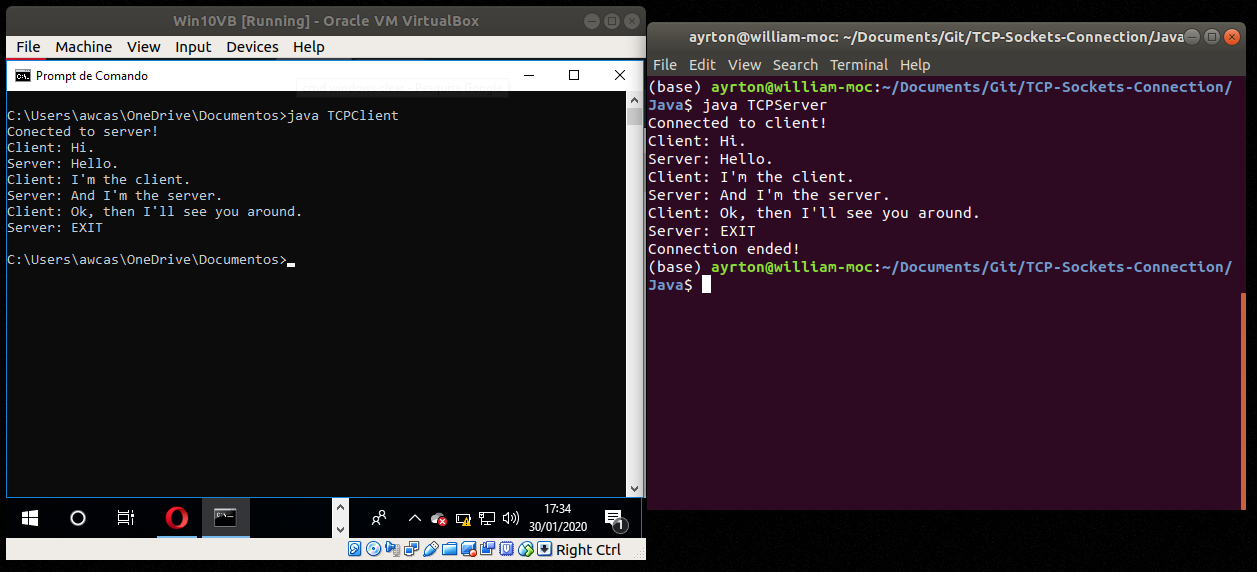 Win10VB [Running] - Oracle VM VirtualBox
File Machine View Input Devices Help
Prompt de Comando
C:\Users\awcas\OneDrive\Documentos>java TCPClient
Conected to server!
Client: Hi.
Server: Hello.
Client: I'm the client.
Server: And I'm the server.
Client: Ok, then I'll see you around.
Server: EXIT
C:\Users\awcas\OneDrive\Documentos>
17:34
30/01/2020
1
Right Ctrl
ayrton@william-moc: ~/Documents/Git/TCP-Sockets-Connection/Java
File Edit View Search Terminal Help
(base) ayrton@william-moc:~/Documents/Git/TCP-Sockets-Connection/
Java$ java TCPServer
Connected to client!
Client: Hi.
Server: Hello.
Client: I'm the client.
Server: And I'm the server.
Client: Ok, then I'll see you around.
Server: EXIT
Connection ended!
(base) ayrton@william-moc:~/Documents/Git/TCP-Sockets-Connection/
Java$